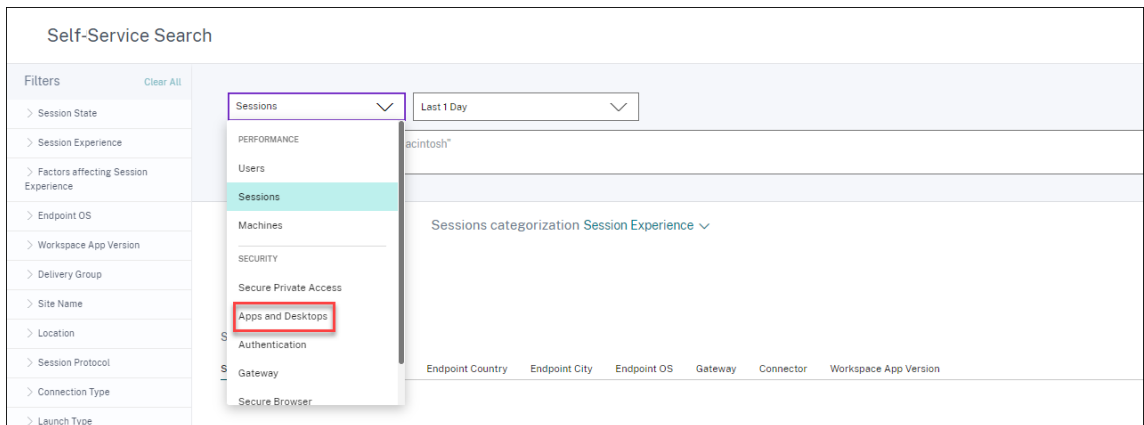 Self-Service Search
Filters
Clear All
Session State
Session Experience
Factors affecting Session
Experience
Endpoint OS
Workspace App Version
Delivery Group
Site Name
Location
Session Protocol
Connection Type
Launch Type
Sessions
Last 1 Day
acintosh"
PERFORMANCE
Users
Sessions
Machines
SECURITY
Secure Private Access
Apps and Desktops
Authentication
Gateway
Secure Browser
Sessions categorization Session Experience
S
S
Endpoint Country Endpoint City Endpoint OS Gateway Connector Workspace App Version